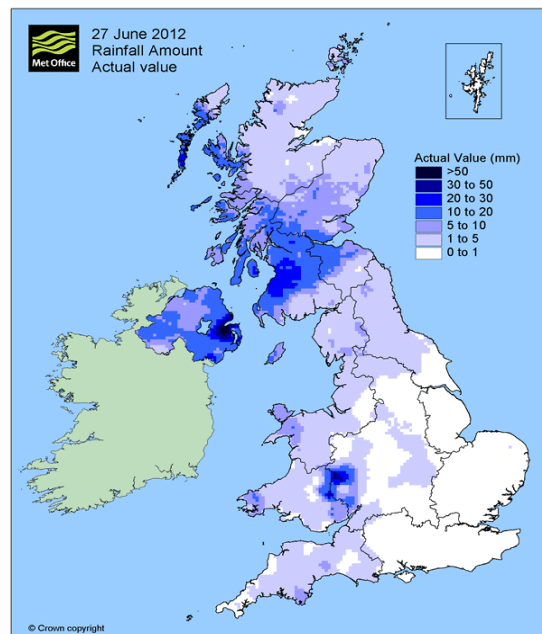 27 June 2012
Rainfall Amount
Actual value
Met Office
Actual Value (mm)
>50
30 to 50
20 to 30
10 to 20
5 to 10
1 to 5
0 to 1
© Crown copyright